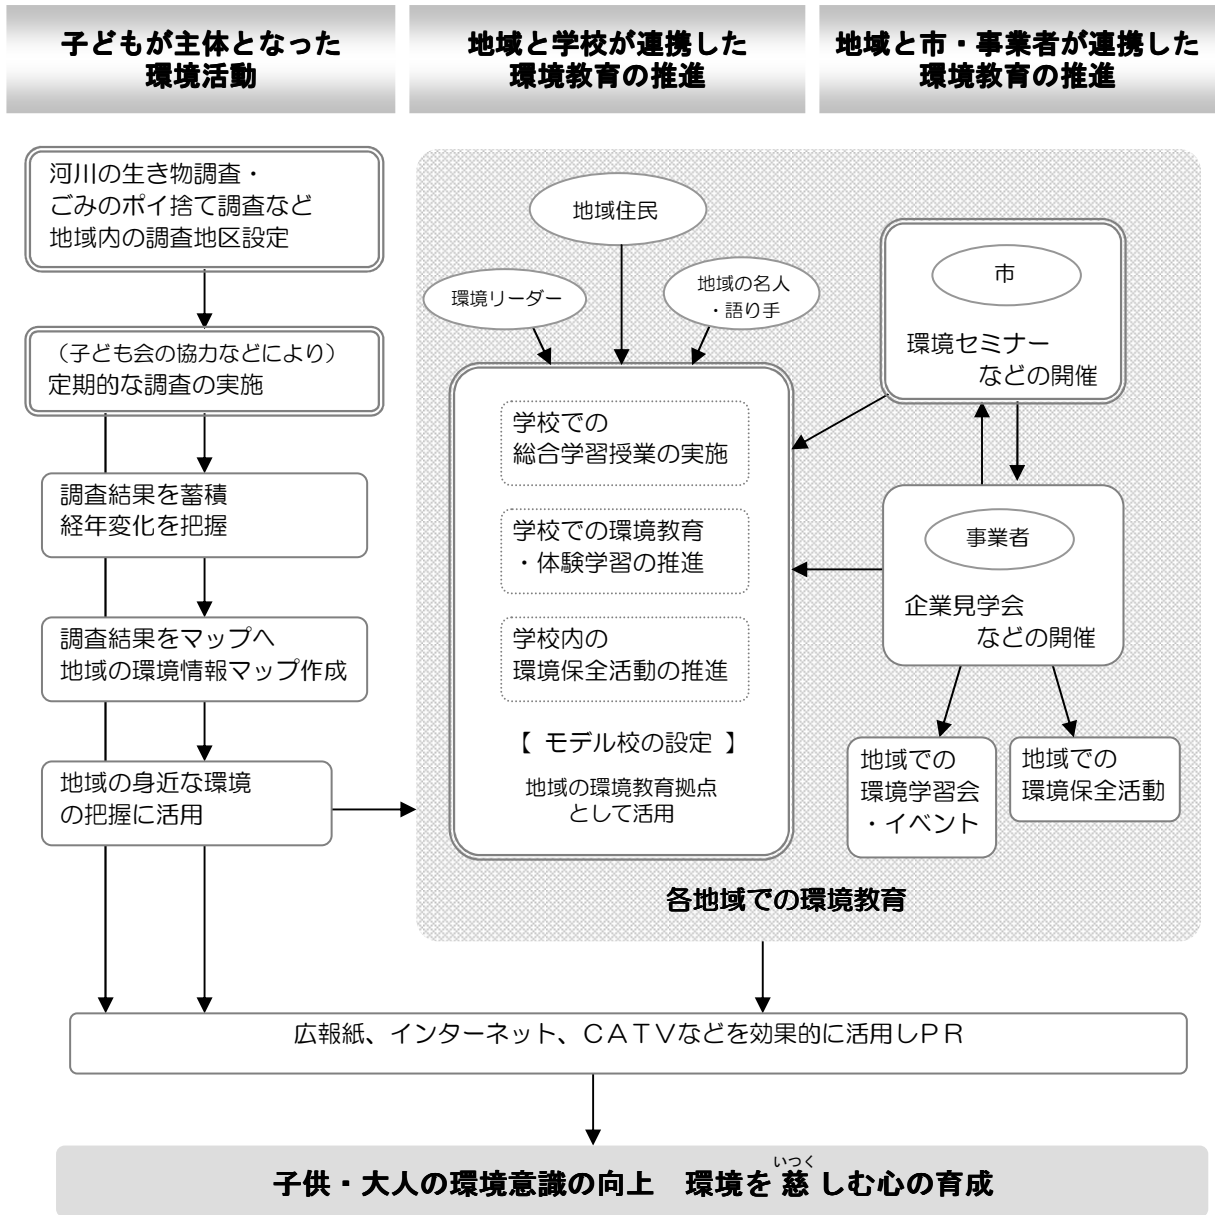 子どもが主体となった
環境活動
地域と学校が連携した
環境教育の推進
地域と市・事業者が連携した
環境教育の推進
河川の生き物調査・
ごみのポイ捨て調査など
地域内の調査地区設定
（子ども会の協力などにより）
定期的な調査の実施
調査結果を蓄積
経年変化を把握
調査結果をマップへ
地域の環境情報マップ作成
地域の身近な環境
の把握に活用
地域住民
環境リーダー
地域の名人
・語り手
学校での
総合学習授業の実施
学校での環境教育
・体験学習の推進
学校内の
環境保全活動の推進
【 モデル校の設定 】
地域の環境教育拠点
として活用
市
環境セミナー
などの開催
事業者
企業見学会
などの開催
地域での
環境学習会
・イベント
地域での
環境保全活動
各地域での環境教育
広報紙、インターネット、ＣＡＴＶなどを効果的に活用しＰＲ
いつく
子供・大人の環境意識の向上　環境を 慈 しむ心の育成